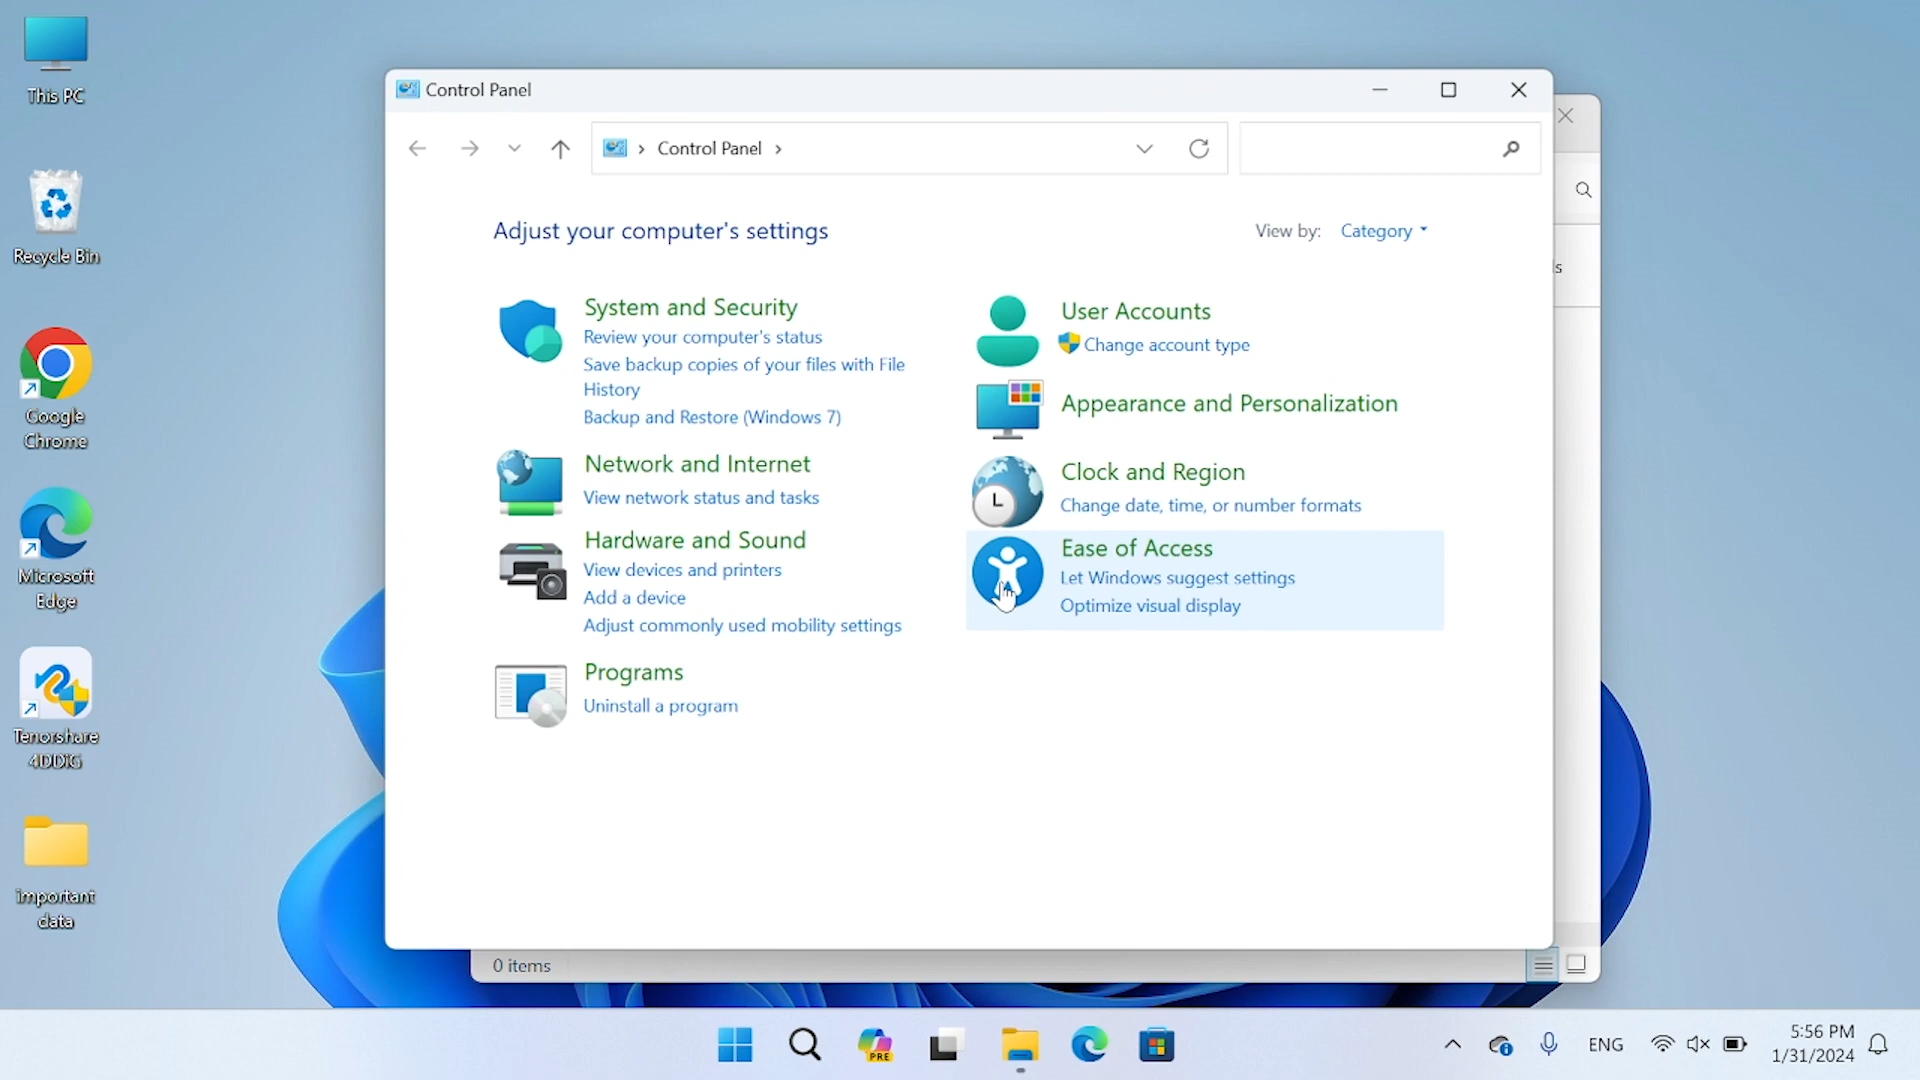 This PC
Recycle Bin
Google
Chrome
Microsoft
Edge
Tenorshare
4DDiG
important
data
Control Panel
Control Panel
Adjust your computer's settings
View by: Category
System and Security
Review your computer's status
Save backup copies of your files with File
History
Backup and Restore (Windows 7)
Network and Internet
View network status and tasks
Hardware and Sound
View devices and printers
Add a device
Adjust commonly used mobility settings
Programs
Uninstall a program
User Accounts
Change account type
Appearance and Personalization
Clock and Region
Change date, time, or number formats
Ease of Access
Let Windows suggest settings
Optimize visual display
0 items
PRE
ENG
5:56 PM
1/31/2024